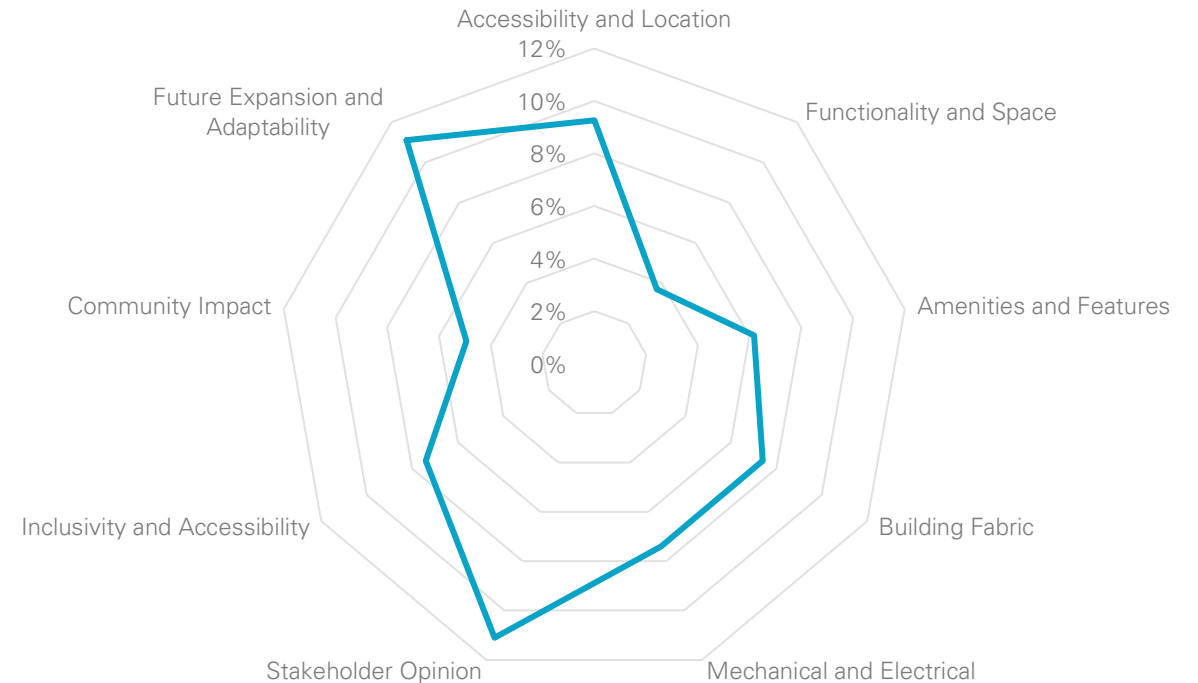 Accessibility and Location
12%
10%
8%
6%
4%
2%
0%
Functionality and Space
Amenities and Features
Building Fabric
Mechanical and Electrical
Stakeholder Opinion
Inclusivity and Accessibility
Community Impact
Future Expansion and
Adaptability